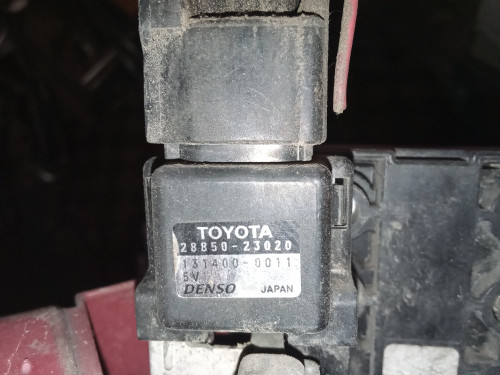 TOYOTA
28850-23020
131400-0011
5V
DENSO JAPAN